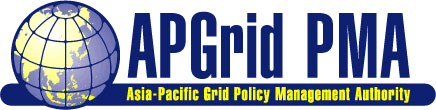 APGrid PMA
Asia-Pacific Grid Policy Management Authority